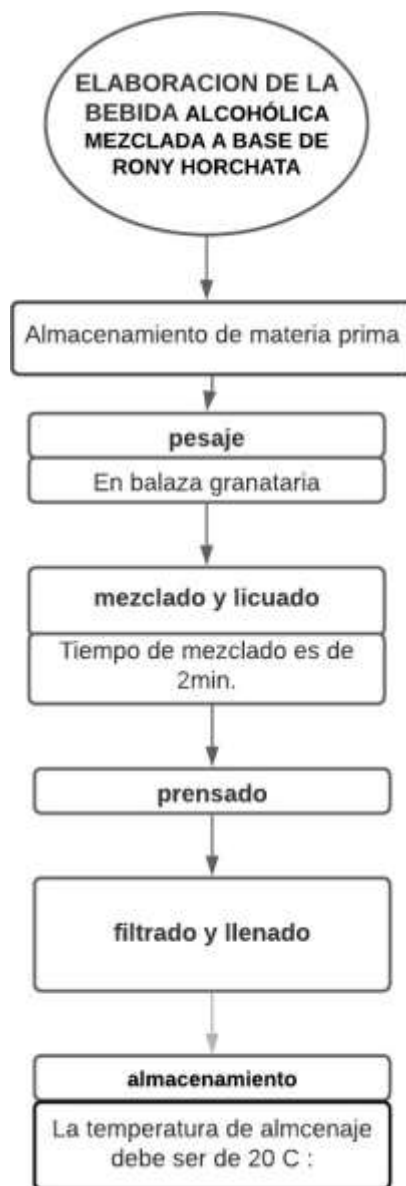 ELABORACION DE LA
BEBIDA ALCOHÓLICA
MEZCLADA A BASE DE
RONY HORCHATA
Almacenamiento de materia prima
pesaje
En balaza granataria
mezclado y licuado
Tiempo de mezclado es de
2min.
prensado
filtrado y llenado
almacenamiento
La temperatura de almcenaje
debe ser de 20 C :